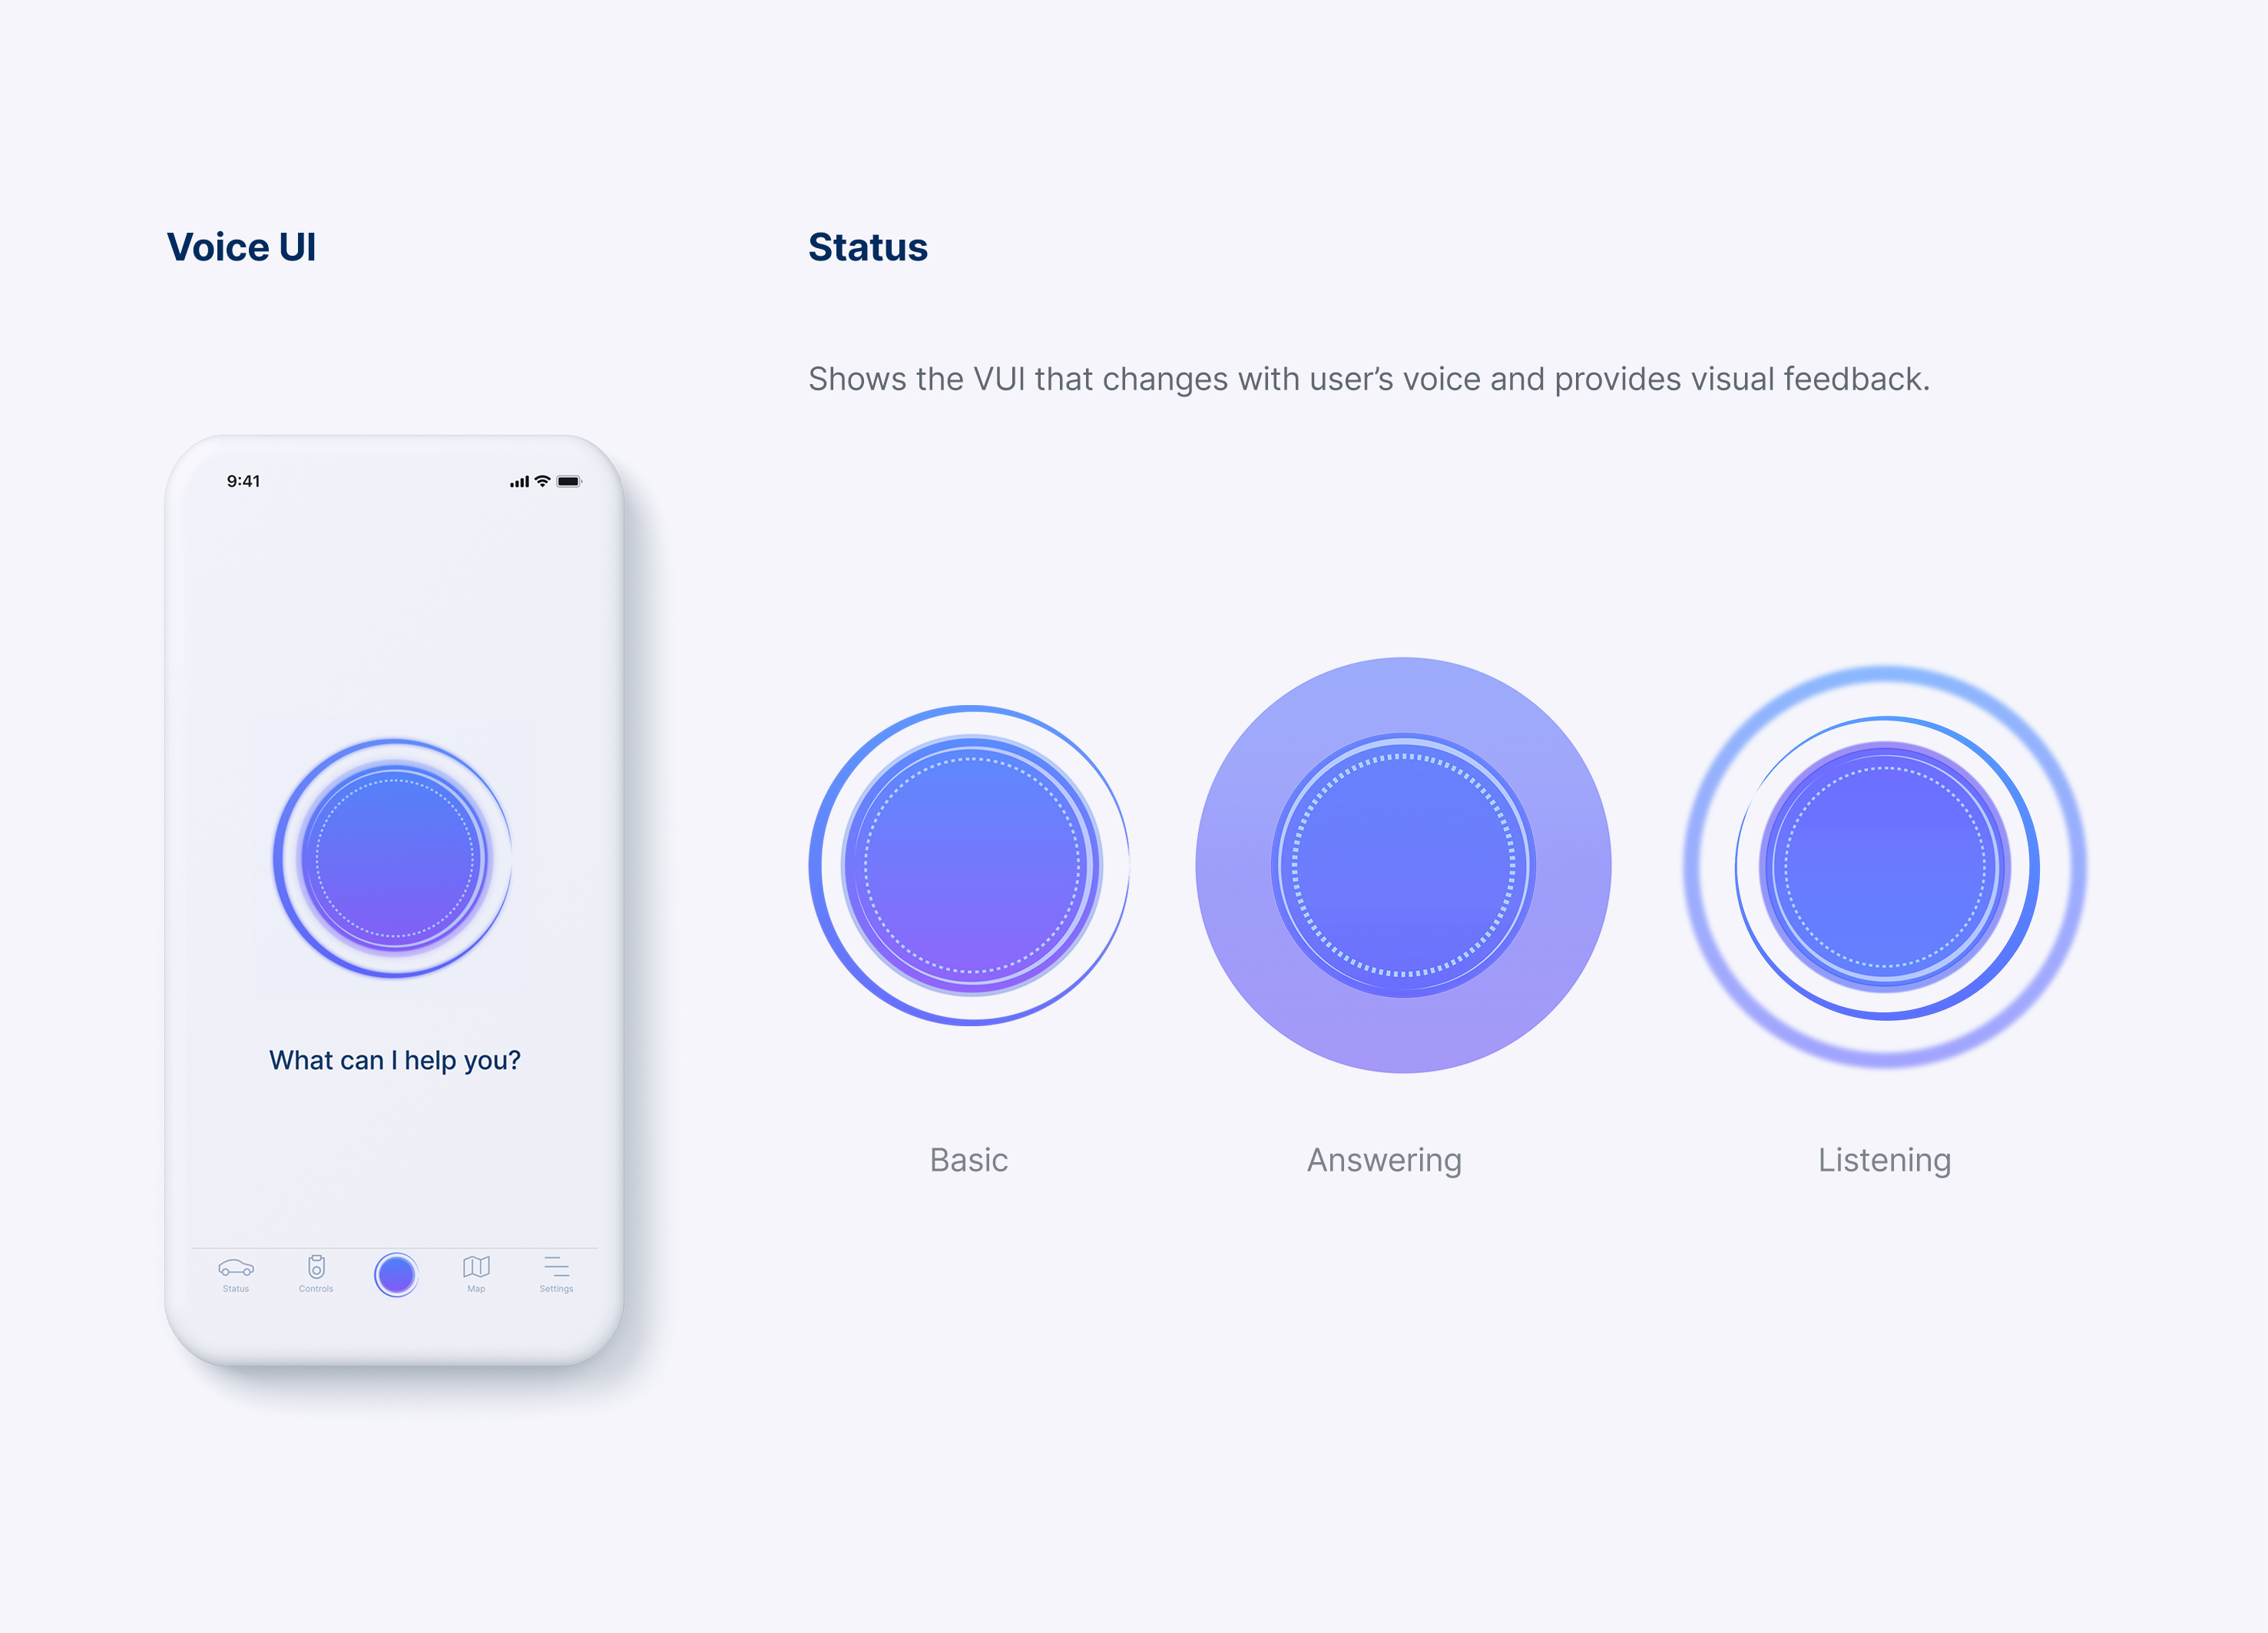 Voice UI
Status
Shows the VUI that changes with user’s voice and provides visual feedback.
9:41
What can I help you?
Status
Controls
Map
Settings
Basic
Answering
Listening